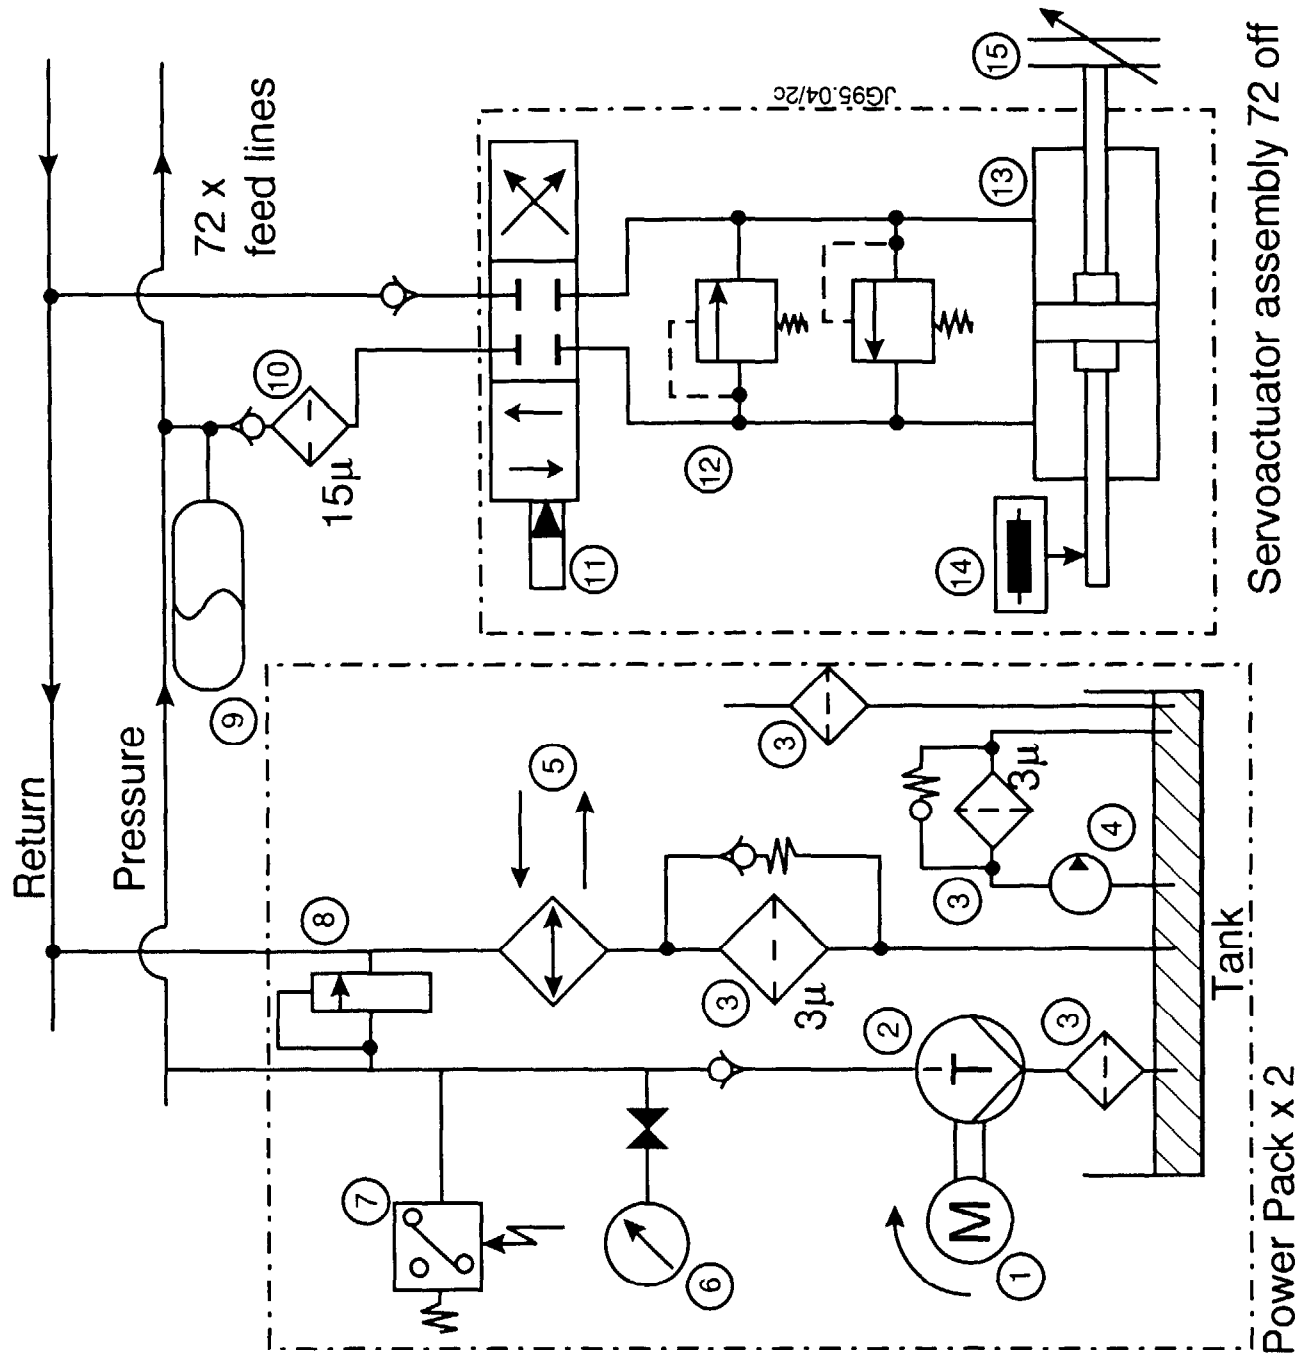 Return
Pressure
72 x
feed lines
15μ
JG95.04/2c
1
2
3
3
3
3
4
5
6
7
8
9
10
11
12
13
14
15
M
T
3μ
3μ
Tank
Power Pack x 2
Servoactuator assembly 72 off